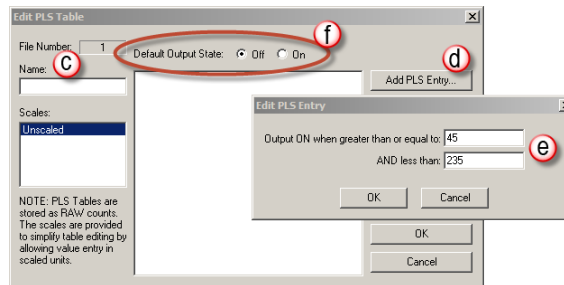 Edit PLS Table
File Number: 1
Default Output State: Off On
f
Name:
c
d
Add PLS Entry...
Scales:
Unscaled
Edit PLS Entry
Output ON when greater than or equal to: 45
AND less than: 235
e
OK Cancel
NOTE: PLS Tables are
stored as RAW counts.
The scales are provided
to simplify table editing by
allowing value entry in
scaled units.
OK
Cancel